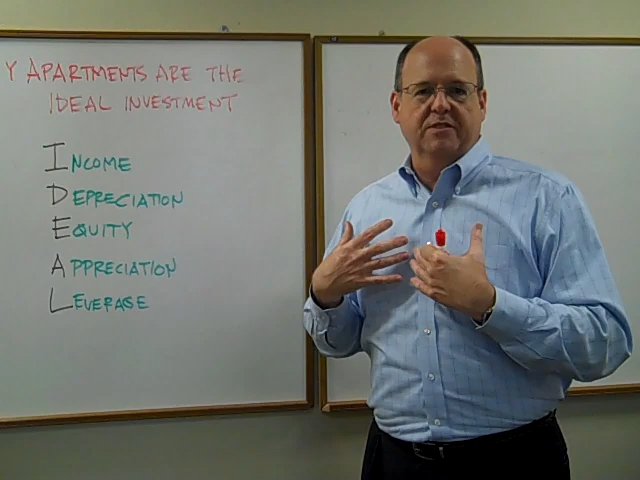 Y APARTMENTS ARE THE
IDEAL INVESTMENT
INCOME
DEPRECIATION
EQUITY
APPRECIATION
LEVERAGE